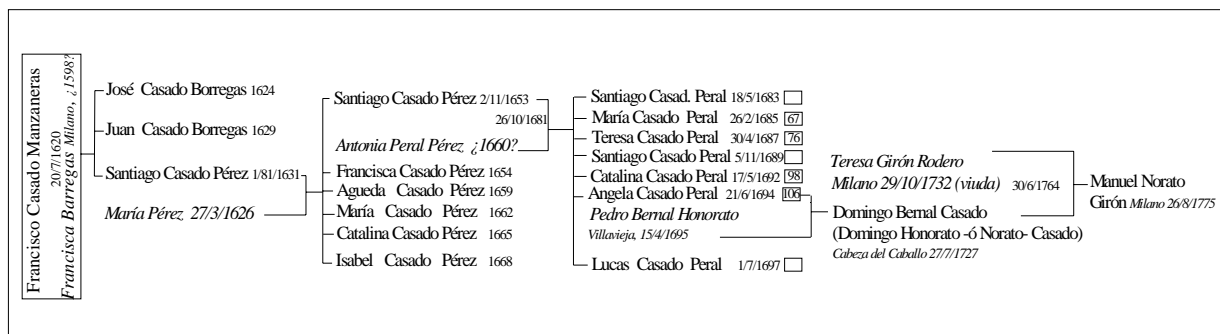 Francisco Casado Manzaneras
20/7/1620
Francisca Barregas Milano, ¿1598?
José Casado Borregas 1624
Juan Casado Borregas 1629
Santiago Casado Pérez 1/81/1631
María Pérez 27/3/1626
Santiago Casado Pérez 2/11/1653
26/10/1681
Antonia Peral Pérez ¿1660?
Francisca Casado Pérez 1654
Agueda Casado Pérez 1659
María Casado Pérez 1662
Catalina Casado Pérez 1665
Isabel Casado Pérez 1668
Santiago Casad. Peral 18/5/1683
María Casado Peral 26/2/1685 67
Teresa Casado Peral 30/4/1687 76
Santiago Casado Peral 5/11/1689
Catalina Casado Peral 17/5/1692 98
Angela Casado Peral 21/6/1694 106
Pedro Bernal Honorato
Villavieja, 15/4/1695
Lucas Casado Peral 1/7/1697
Teresa Girón Rodero
Milano 29/10/1732 (viuda) 30/6/1764
Domingo Bernal Casado
(Domingo Honorato -ó Norato- Casado)
Cabeza del Caballo 27/7/1727
Manuel Norato
Girón Milano 26/8/1775